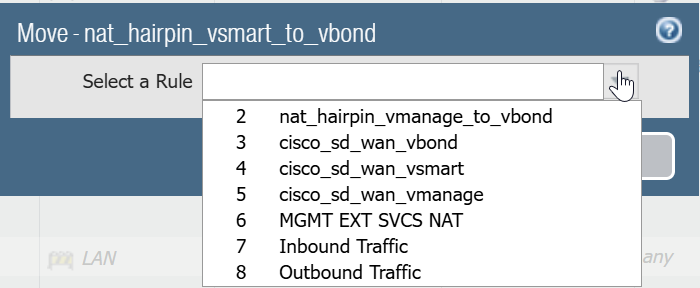 Move - nat_hairpin_vsmart_to_vbond
?
Select a Rule
2 nat_hairpin_vmanage_to_vbond
3 cisco_sd_wan_vbond
4 cisco_sd_wan_vsmart
5 cisco_sd_wan_vmanage
6 MGMT EXT SVCS NAT
7 Inbound Traffic
8 Outbound Traffic
LAN
any